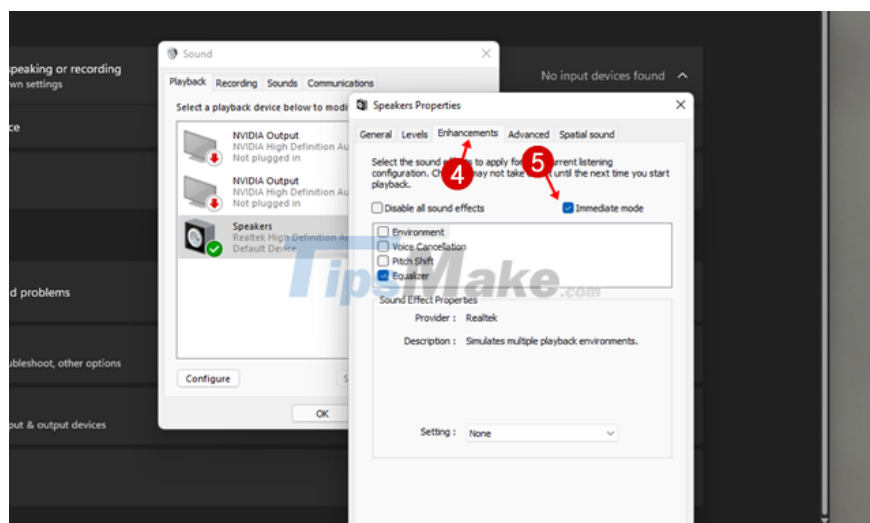 speaking or recording
wn settings
ce
d problems
ubleshoot, other options
put & output devices
No input devices found
Sound
Playback Recording Sounds Communications
Select a playback device below to modi
NVIDIA Output
NVIDIA High Definition Au
Not plugged in
NVIDIA Output
NVIDIA High Definition Au
Not plugged in
Speakers
Realtek High Definition Au
Default Device
Configure
S
OK
Speakers Properties
General Levels Enhancements Advanced Spatial sound
4
5
Select the sound to apply for rrent listening
configuration. Ch may not take until the next time you start
playback.
Disable all sound effects
Immediate mode
Environment
Voice Cancellation
Pitch Shift
Equalizer
TipsMake.com
Sound Effect Properties
Provider : Realtek
Description : Simulates multiple playback environments.
Setting : None